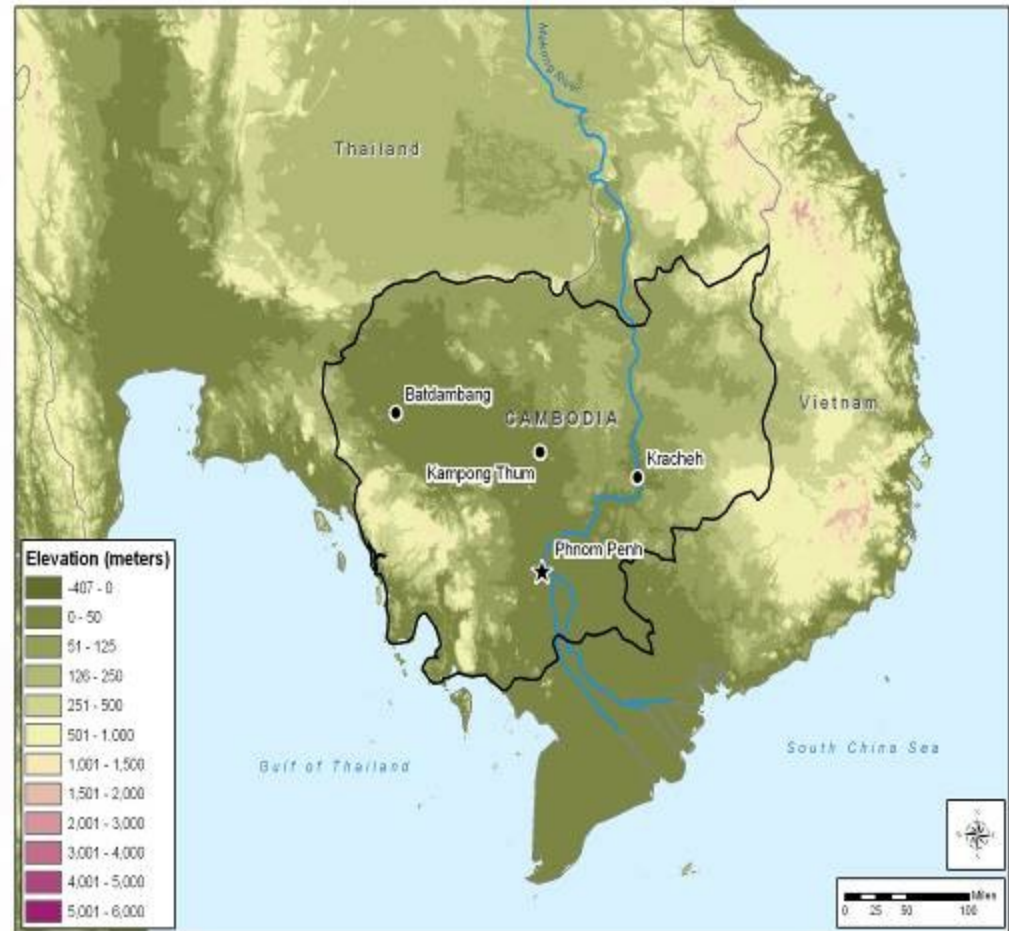 Mekong River
Thailand
Batdambang
CAMBODIA
Kampong Thum
Kracheh
Vietnam
Phnom Penh
Elevation (meters)
-407 - 0
0 - 50
51 - 125
126 - 250
251 - 500
501 - 1,000
1,001 - 1,500
1,501 - 2,000
2,001 - 3,000
3,001 - 4,000
4,001 - 5,000
5,001 - 6,000
Gulf of Thailand
South China Sea
Miles
0 25 50 100